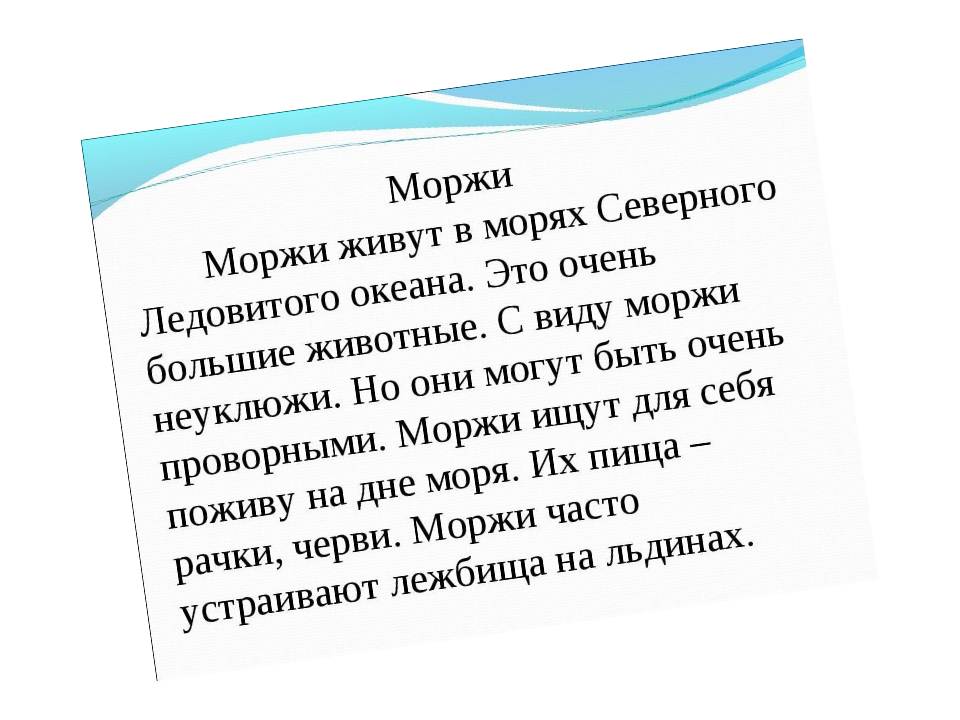 Моржи
Моржи живут в морях Северного
Ледовитого океана. Это очень
большие животные. С виду моржи
неуклюжи. Но они могут быть очень
проворными. Моржи ищут для себя
поживу на дне моря. Их пища –
рачки, черви. Моржи часто
устраивают лежбища на льдинах.